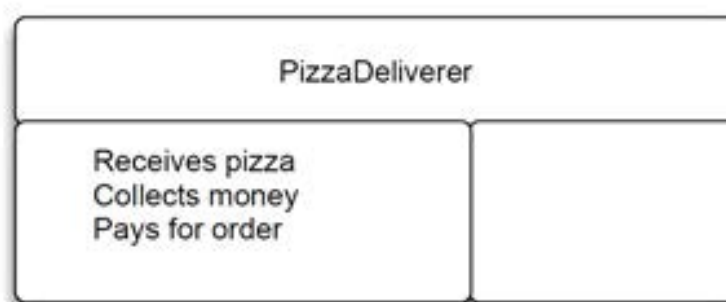 PizzaDeliverer
Receives pizza
Collects money
Pays for order